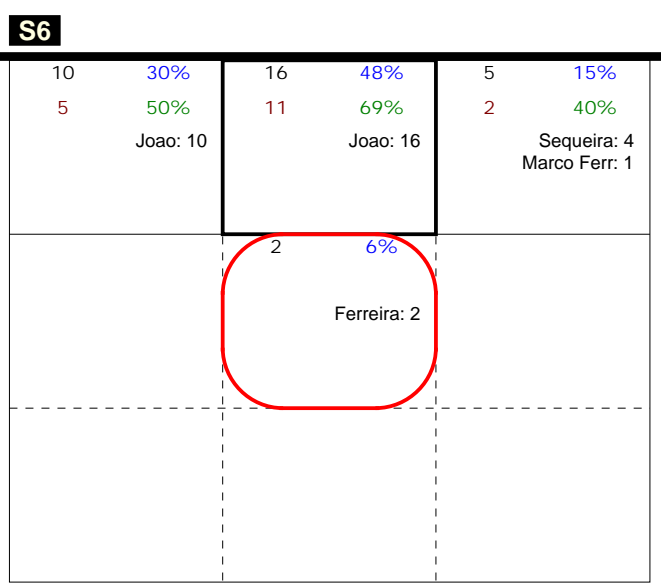 S6
10 30% 16 48% 5 15%
5 50% 11 69% 2 40%
Joao: 10 Joao: 16 Sequeira: 4
Marco Ferr: 1
2 6%
Ferreira: 2